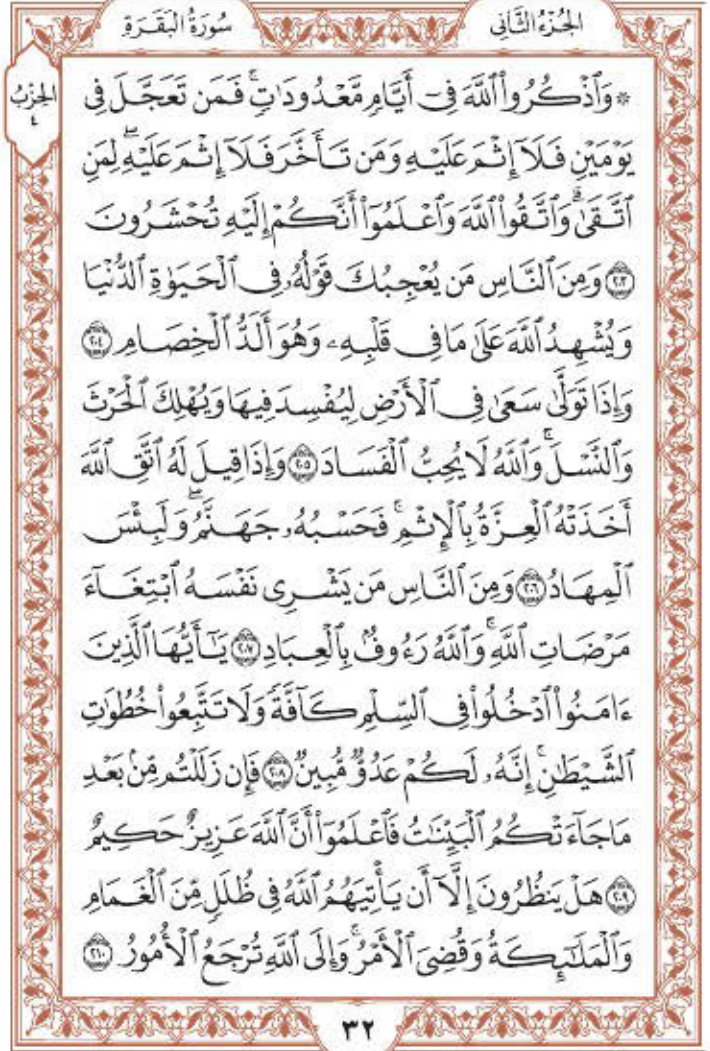 الجُزْءُ الثَّانِى سُورَةُ الْبَقَرَةِ
الحِزْبُ
٤
۞ وَٱذْكُرُوا۟ ٱللَّهَ فِىٓ أَيَّامٍ مَّعْدُودَٰتٍ ۚ فَمَن تَعَجَّلَ فِى
يَوْمَيْنِ فَلَآ إِثْمَ عَلَيْهِ وَمَن تَأَخَّرَ فَلَآ إِثْمَ عَلَيْهِ ۖ لِمَنِ
ٱتَّقَىٰ ۗ وَٱتَّقُوا۟ ٱللَّهَ وَٱعْلَمُوٓا۟ أَنَّكُمْ إِلَيْهِ تُحْشَرُونَ
٢٠٣ وَمِنَ ٱلنَّاسِ مَن يُعْجِبُكَ قَوْلُهُۥ فِى ٱلْحَيَوٰةِ ٱلدُّنْيَا
وَيُشْهِدُ ٱللَّهَ عَلَىٰ مَا فِى قَلْبِهِۦ وَهُوَ أَلَدُّ ٱلْخِصَامِ ٢٠٤
وَإِذَا تَوَلَّىٰ سَعَىٰ فِى ٱلْأَرْضِ لِيُفْسِدَ فِيهَا وَيُهْلِكَ ٱلْحَرْثَ
وَٱلنَّسْلَ ۗ وَٱللَّهُ لَا يُحِبُّ ٱلْفَسَادَ ٢٠٥ وَإِذَا قِيلَ لَهُ ٱتَّقِ ٱللَّهَ
أَخَذَتْهُ ٱلْعِزَّةُ بِٱلْإِثْمِ ۚ فَحَسْبُهُۥ جَهَنَّمُ ۖ وَلَبِئْسَ
ٱلْمِهَادُ ٢٠٦ وَمِنَ ٱلنَّاسِ مَن يَشْرِى نَفْسَهُ ٱبْتِغَآءَ
مَرْضَاتِ ٱللَّهِ ۗ وَٱللَّهُ رَءُوفٌۢ بِٱلْعِبَادِ ٢٠٧ يَٰٓأَيُّهَا ٱلَّذِينَ
ءَامَنُوا۟ ٱدْخُلُوا۟ فِى ٱلسِّلْمِ كَآفَّةً وَلَا تَتَّبِعُوا۟ خُطُوَٰتِ
ٱلشَّيْطَٰنِ ۚ إِنَّهُۥ لَكُمْ عَدُوٌّ مُّبِينٌ ٢٠٨ فَإِن زَلَلْتُم مِّنۢ بَعْدِ
مَا جَآءَتْكُمُ ٱلْبَيِّنَٰتُ فَٱعْلَمُوٓا۟ أَنَّ ٱللَّهَ عَزِيزٌ حَكِيمٌ
٢٠٩ هَلْ يَنظُرُونَ إِلَّآ أَن يَأْتِيَهُمُ ٱللَّهُ فِى ظُلَلٍ مِّنَ ٱلْغَمَامِ
وَٱلْمَلَٰٓئِكَةُ وَقُضِىَ ٱلْأَمْرُ ۚ وَإِلَى ٱللَّهِ تُرْجَعُ ٱلْأُمُورُ ٢١٠
٣٢